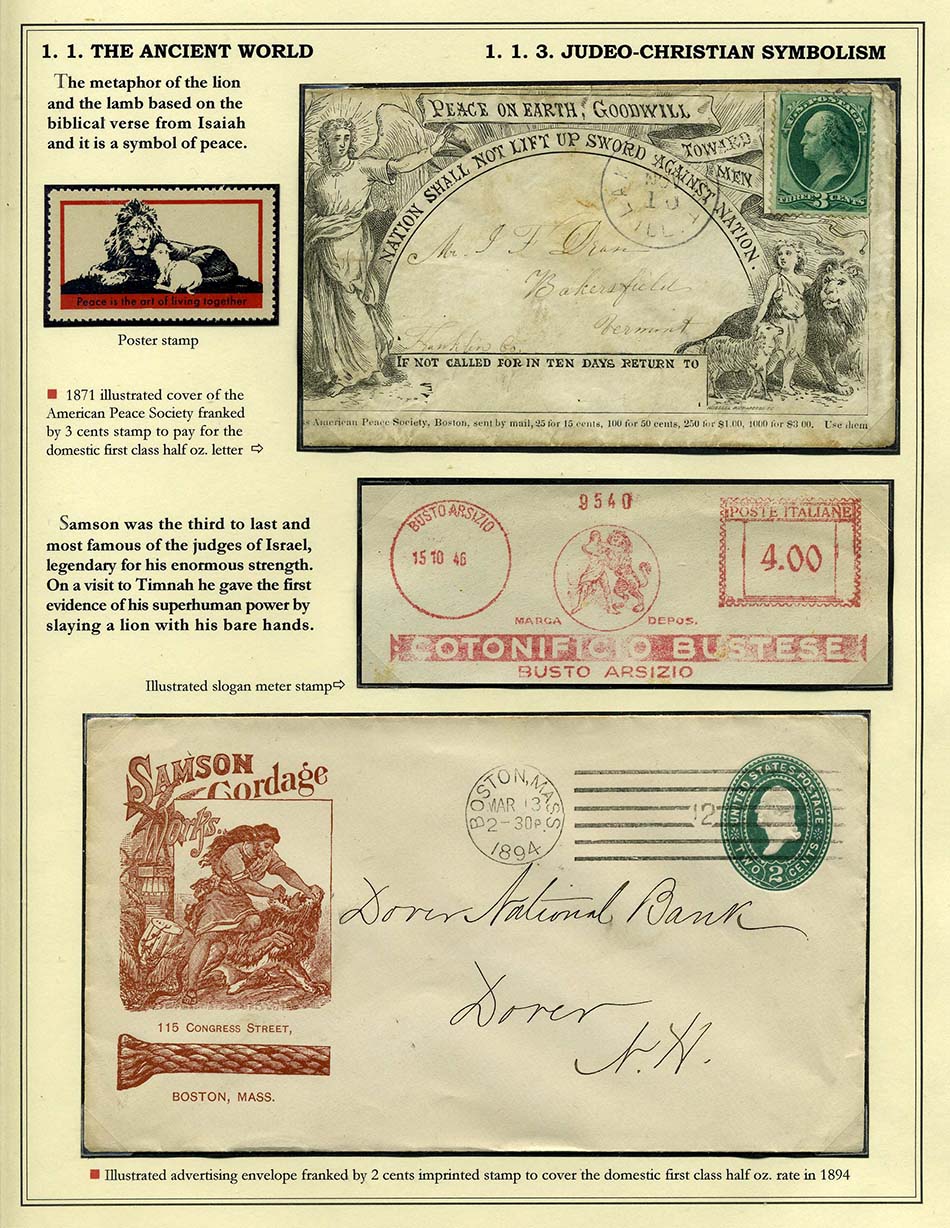 1. 1. THE ANCIENT WORLD
1. 1. 3. JUDEO-CHRISTIAN SYMBOLISM
The metaphor of the lion
and the lamb based on the
biblical verse from Isaiah
and it is a symbol of peace.
Peace is the art of living together
Poster stamp
■ 1871 illustrated cover of the
American Peace Society franked
by 3 cents stamp to pay for the
domestic first class half oz. letter ⇨
PEACE ON EARTH, GOODWILL
TOWARD
MEN
NATION SHALL NOT LIFT UP SWORD AGAINST NATION.
U.S. POSTAGE
THREE 3 CENTS
10
ILL.
Mr. J F Dean
Bakersfield
Vermont
Franklin Co.
IF NOT CALLED FOR IN TEN DAYS RETURN TO
s American Peace Society, Boston, sent by mail, 25 for 15 cents, 100 for 50 cents, 250 for $1.00, 1000 for $3 00. Use them
Samson was the third to last and
most famous of the judges of Israel,
legendary for his enormous strength.
On a visit to Timnah he gave the first
evidence of his superhuman power by
slaying a lion with his bare hands.
Illustrated slogan meter stamp⇨
BUSTO ARSIZIO
15 10 46
9540
POSTE ITALIANE
4.00
MARCA DEPOS.
COTONIFICIO BUSTESE
BUSTO ARSIZIO
SAMSON
Cordage
Works.
115 CONGRESS STREET,
BOSTON, MASS.
BOSTON, MASS.
MAR 13
2-30P.
1894
12
UNITED STATES POSTAGE
TWO 2 CENTS
Dover National Bank
Dover
N.H.
■ Illustrated advertising envelope franked by 2 cents imprinted stamp to cover the domestic first class half oz. rate in 1894